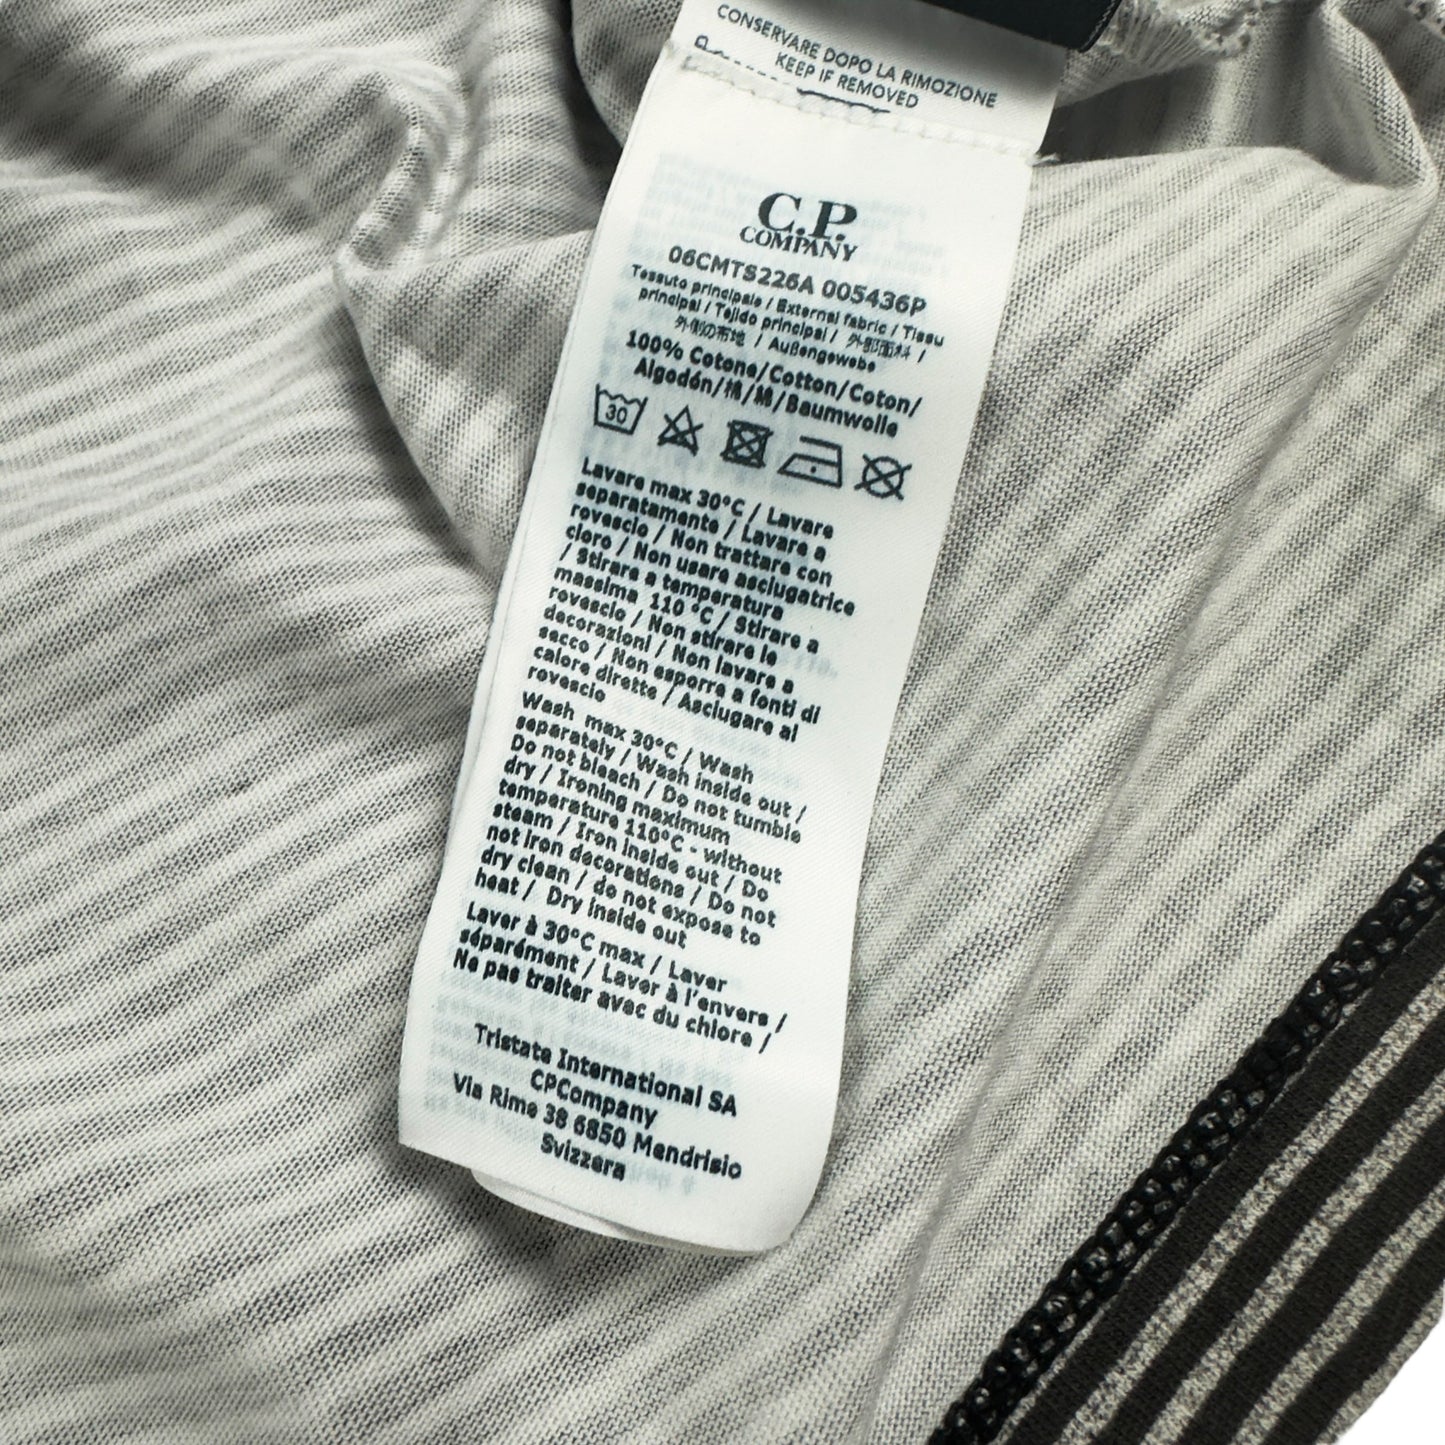 CONSERVARE DOPO LA RIMOZIONE
KEEP IF REMOVED
C.P.
COMPANY
06CMTS226A 005436P
Tessuto principale / External fabric / Tissu
principal / Tejido principal / 外部面料 /
外側の布地 / Außengewebe
100% Cotone/Cotton/Coton/
Algodón/棉/綿/Baumwolle
30
Lavare max 30°C / Lavare
separatamente / Lavare a
rovescio / Non trattare con
cloro / Non usare asciugatrice
/ Stirare a temperatura
massima 110 °C / Stirare a
rovescio / Non stirare le
decorazioni / Non lavare a
secco / Non esporre a fonti di
calore dirette / Asciugare al
rovescio
Wash max 30°C / Wash
separately / Wash inside out /
Do not bleach / Do not tumble
dry / Ironing maximum
temperature 110°C - without
steam / Iron inside out / Do
not iron decorations / Do not
dry clean / do not expose to
heat / Dry inside out
Laver à 30°C max / Laver
séparément / Laver à l'envers /
Ne pas traiter avec du chlore /
Tristate International SA
CPCompany
Via Rime 38 6850 Mendrisio
Svizzera